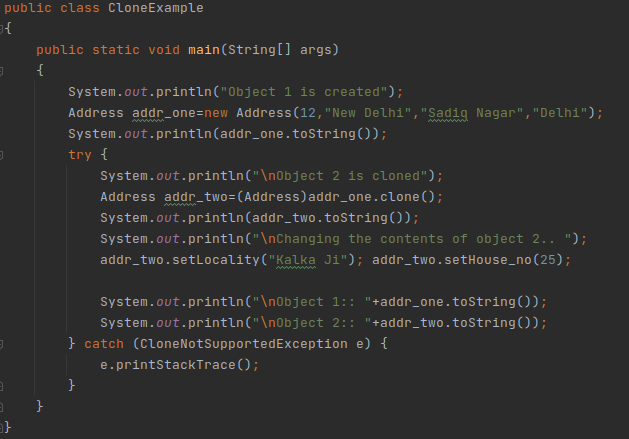 public class CloneExample
{
    public static void main(String[] args)
    {
        System.out.println("Object 1 is created");
        Address addr_one=new Address(12,"New Delhi","Sadiq Nagar","Delhi");
        System.out.println(addr_one.toString());
        try {
            System.out.println("\nObject 2 is cloned");
            Address addr_two=(Address)addr_one.clone();
            System.out.println(addr_two.toString());
            System.out.println("\nChanging the contents of object 2.. ");
            addr_two.setLocality("Kalka Ji"); addr_two.setHouse_no(25);

            System.out.println("\nObject 1:: "+addr_one.toString());
            System.out.println("\nObject 2:: "+addr_two.toString());
        } catch (CloneNotSupportedException e) {
            e.printStackTrace();
        }
    }
}